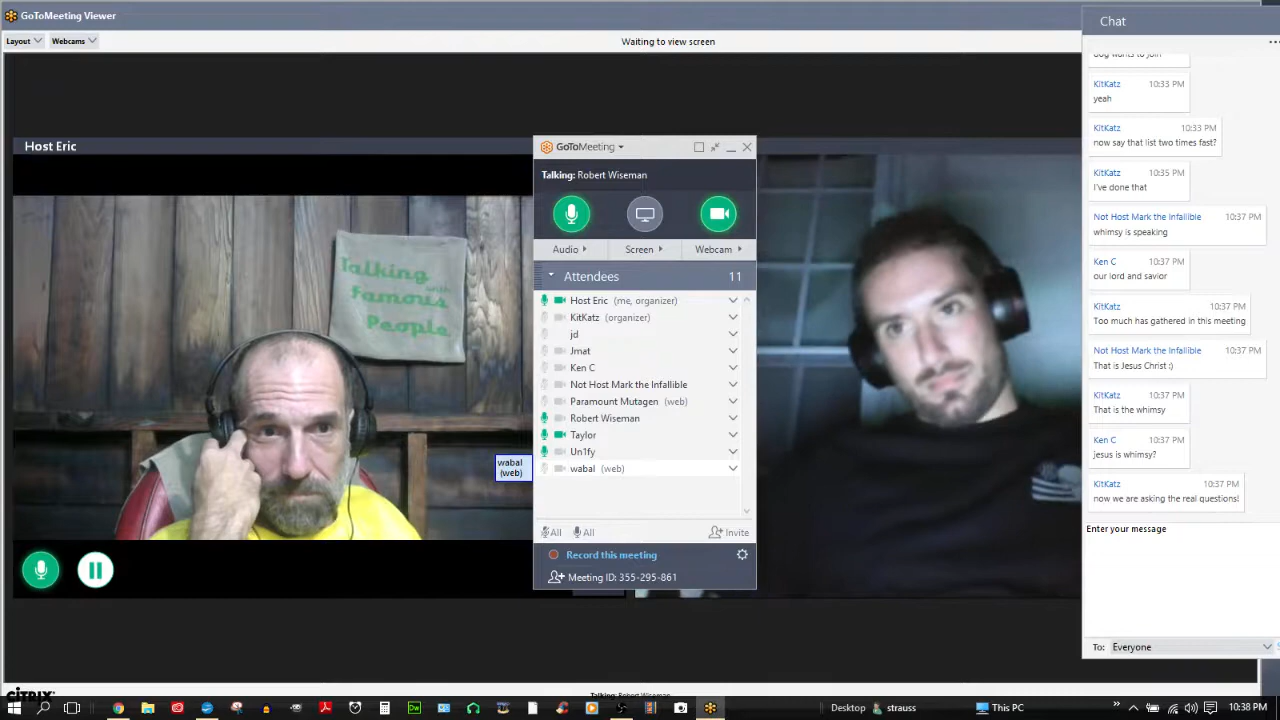 GoToMeeting Viewer
Layout
Webcams
Waiting to view screen
Host Eric
Talking
with
Famous
People
wabal
(web)
GoToMeeting
Talking: Robert Wiseman
Audio
Screen
Webcam
Attendees 11
Host Eric (me, organizer)
KitKatz (organizer)
jd
Jmat
Ken C
Not Host Mark the Infallible
Paramount Mutagen (web)
Robert Wiseman
Taylor
Un1fy
wabal (web)
All All Invite
Record this meeting
Meeting ID: 355-295-861
Chat
dog wants to join
KitKatz 10:33 PM
yeah
KitKatz 10:33 PM
now say that list two times fast?
KitKatz 10:35 PM
I've done that
Not Host Mark the Infallible 10:37 PM
whimsy is speaking
Ken C 10:37 PM
our lord and savior
KitKatz 10:37 PM
Too much has gathered in this meeting
Not Host Mark the Infallible 10:37 PM
That is Jesus Christ :)
KitKatz 10:37 PM
That is the whimsy
Ken C 10:37 PM
jesus is whimsy?
KitKatz 10:37 PM
now we are asking the real questions!
Enter your message
To: Everyone
CITRIX
Talking: Robert Wiseman
Dw
Desktop
strauss
This PC
10:38 PM